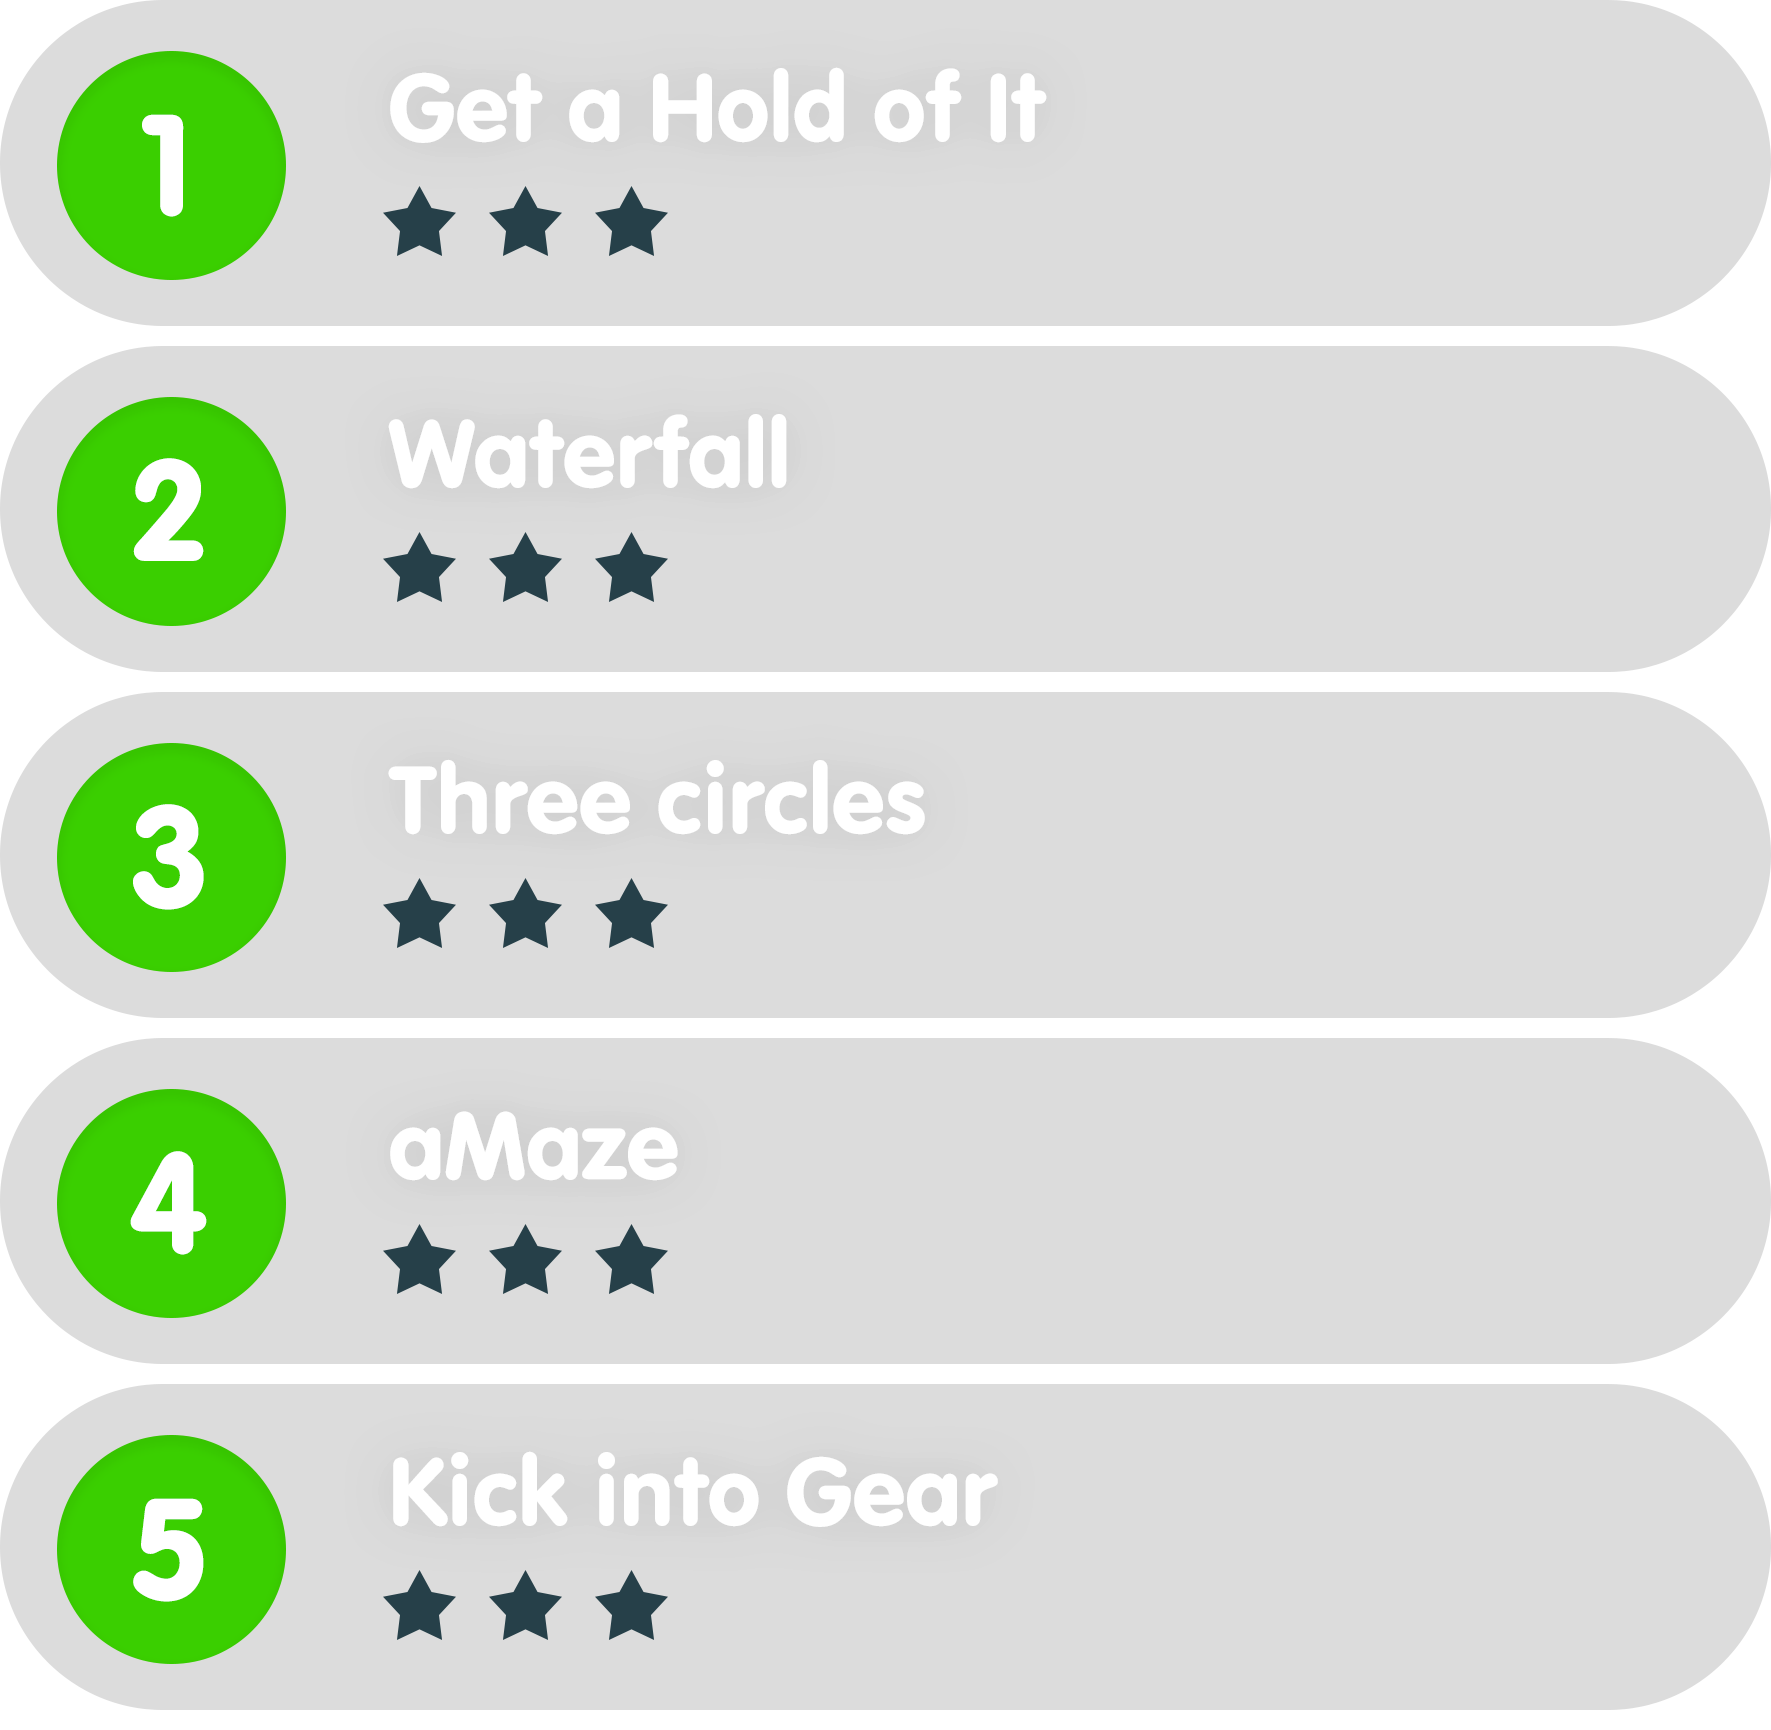 1
Get a Hold of It
2
Waterfall
3
Three circles
4
aMaze
5
Kick into Gear